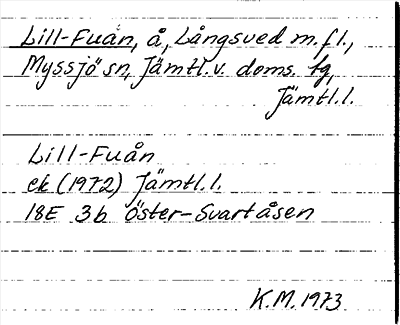 Lill-Fuån, å, Långsved m.fl.,
Myssjö sn, Jämtl.v. doms. tg,
Jämtl.l.
Lill-Fuån
ek (1972) Jämtl.l.
18E 3b Öster-Svartåsen
K.M. 1973